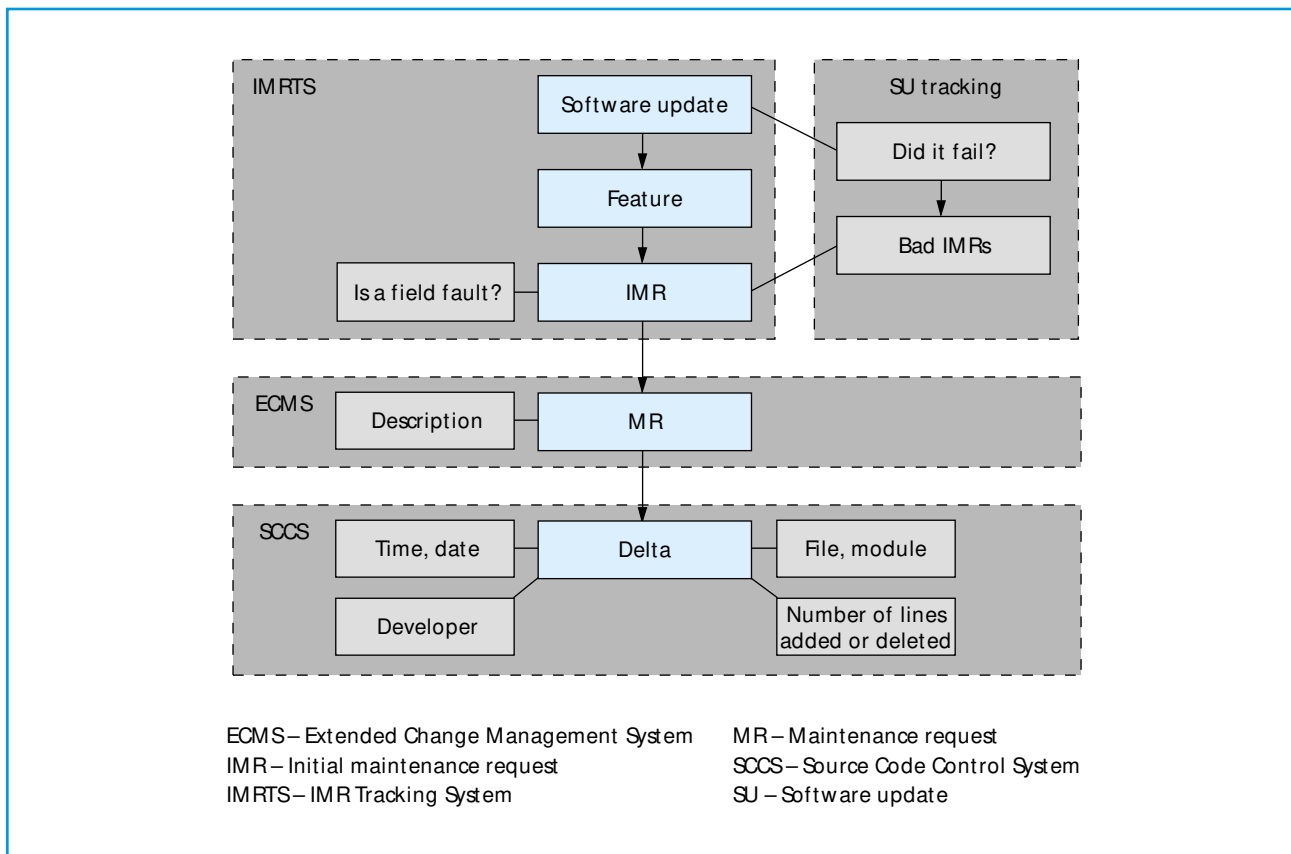 IMRTS
Software update
SU tracking
Did it fail?
Feature
Bad IMRs
Is a field fault?
IMR
ECMS
Description
MR
SCCS
Time, date
Delta
File, module
Developer
Number of lines
added or deleted
ECMS – Extended Change Management System
IMR – Initial maintenance request
IMRTS – IMR Tracking System
MR – Maintenance request
SCCS – Source Code Control System
SU – Software update